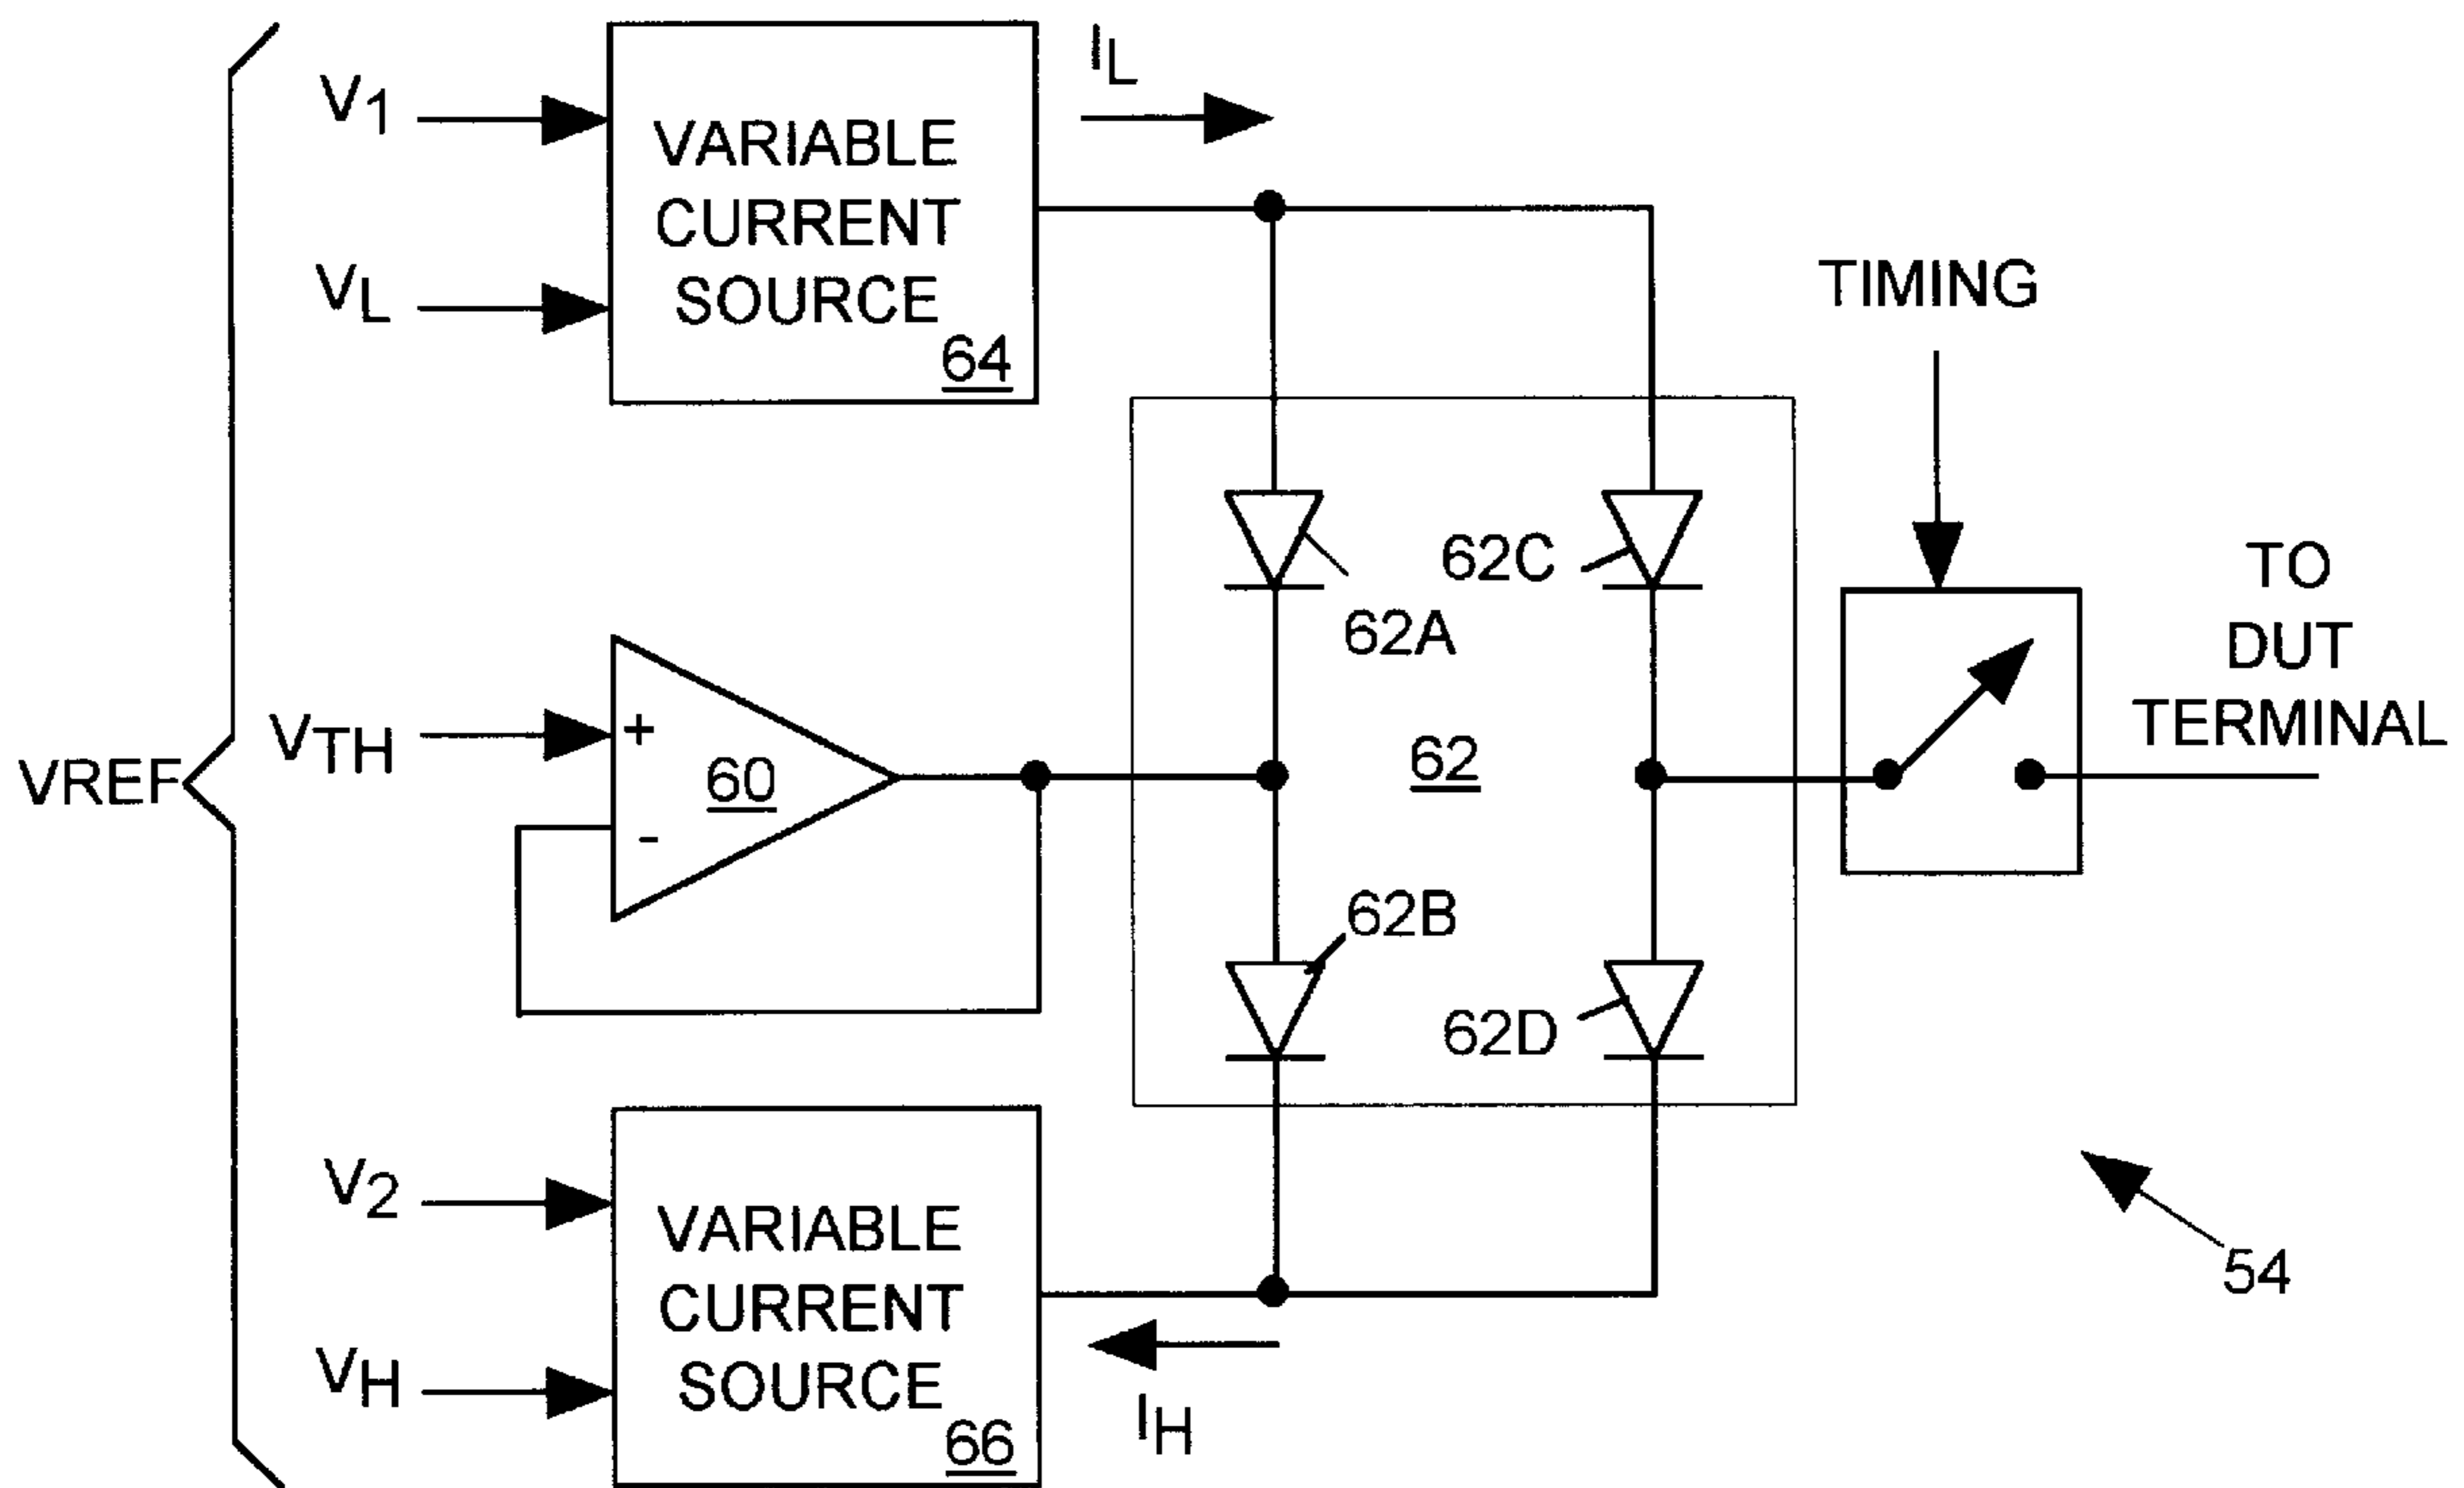 V1
VL
VARIABLE
CURRENT
SOURCE
64
IL
TIMING
TO
DUT
TERMINAL
62A
62C
62
62B
62D
VREF
VTH
+
60
-
V2
VH
VARIABLE
CURRENT
SOURCE
66
IH
54